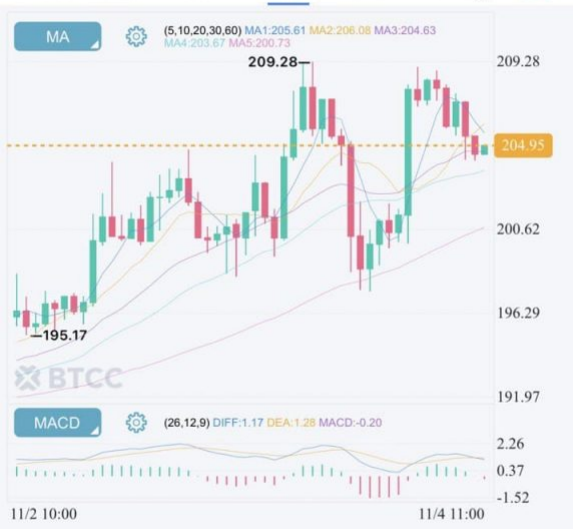 MA
(5,10,20,30,60) MA1:205.61 MA2:206.08 MA3:204.63
MA4:203.67 MA5:200.73
209.28
209.28
204.95
200.62
196.29
195.17
BTCC
191.97
MACD
(26,12,9) DIFF:1.17 DEA:1.28 MACD:-0.20
2.26
0.37
-1.52
11/2 10:00
11/4 11:00